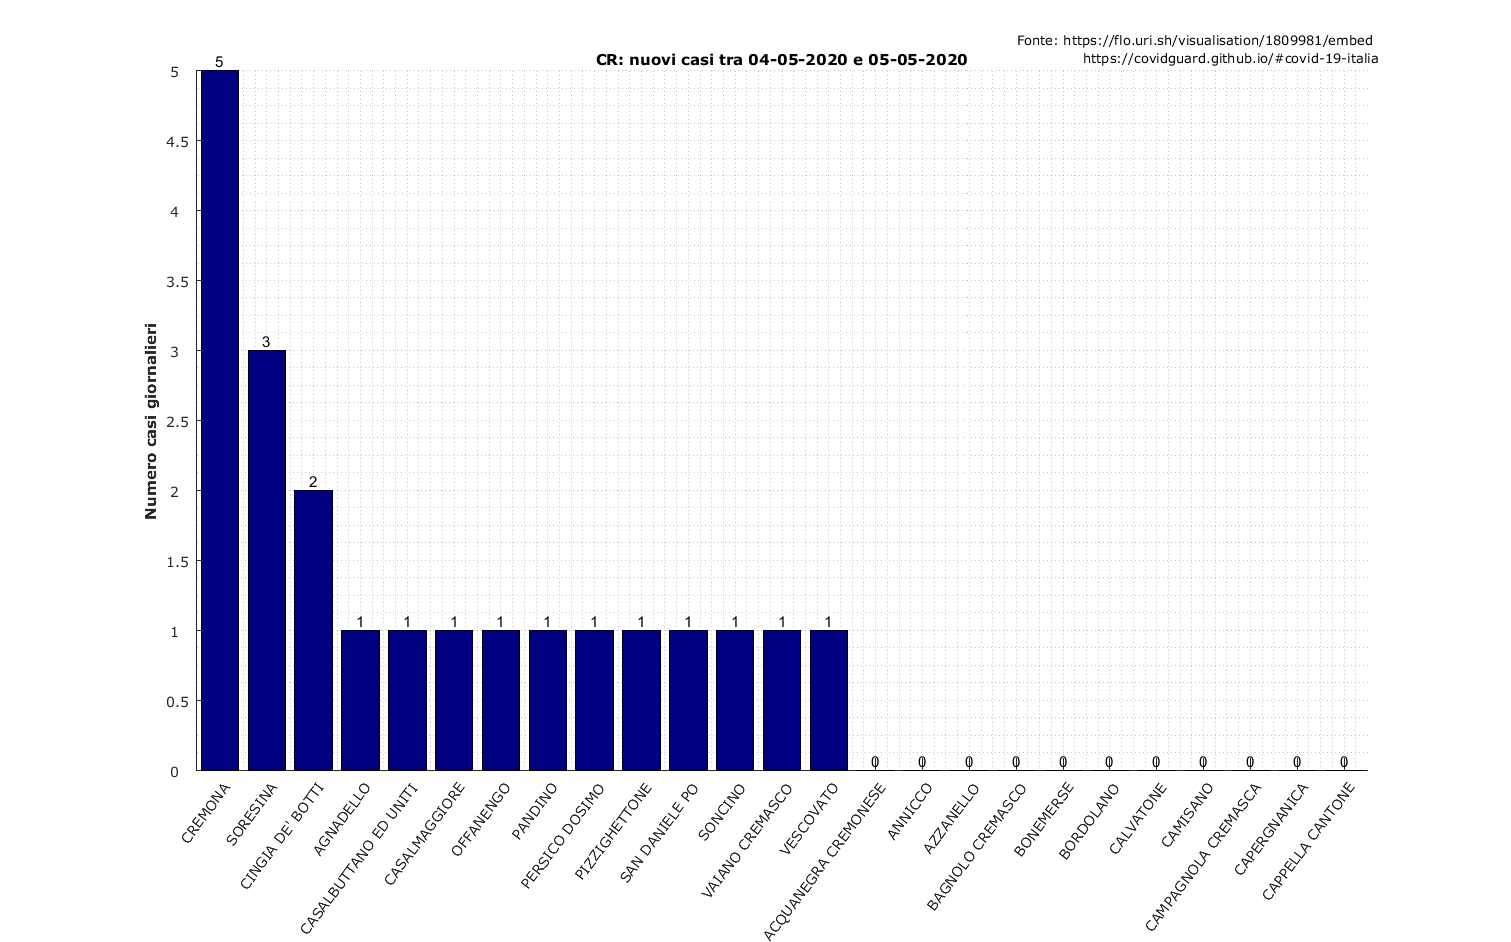 Fonte: https://flo.uri.sh/visualisation/1809981/embed
https://covidguard.github.io/#covid-19-italia
CR: nuovi casi tra 04-05-2020 e 05-05-2020
Numero casi giornalieri
5
4.5
4
3.5
3
2.5
2
1.5
1
0.5
0
5
3
2
1
1
1
1
1
1
1
1
1
1
1
0
0
0
0
0
0
0
0
0
0
0
CREMONA
SORESINA
CINGIA DE' BOTTI
AGNADELLO
CASALBUTTANO ED UNITI
CASALMAGGIORE
OFFANENGO
PANDINO
PERSICO DOSIMO
PIZZIGHETTONE
SAN DANIELE PO
SONCINO
VAIANO CREMASCO
VESCOVATO
ACQUANEGRA CREMONESE
ANNICCO
AZZANELLO
BAGNOLO CREMASCO
BONEMERSE
BORDOLANO
CALVATONE
CAMISANO
CAMPAGNOLA CREMASCA
CAPERGNANICA
CAPPELLA CANTONE